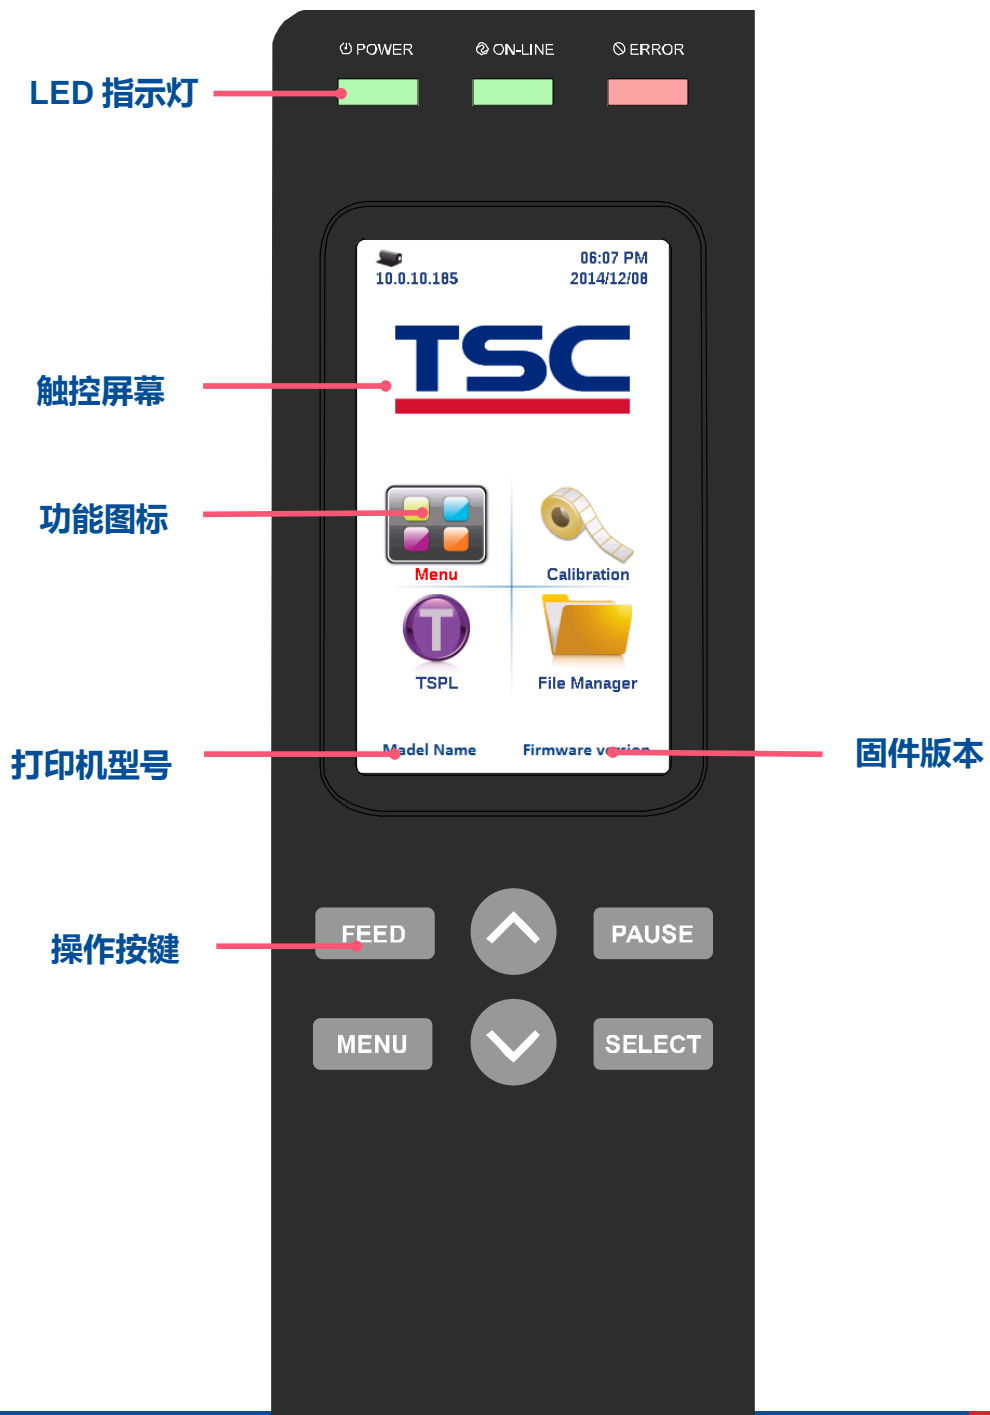 POWER ON-LINE ERROR
LED 指示灯
06:07 PM
10.0.10.185 2014/12/08
TSC
触控屏幕
功能图标
Menu Calibration
T
TSPL File Manager
Madel Name Firmware version
打印机型号
固件版本
FEED PAUSE
操作按键
MENU SELECT